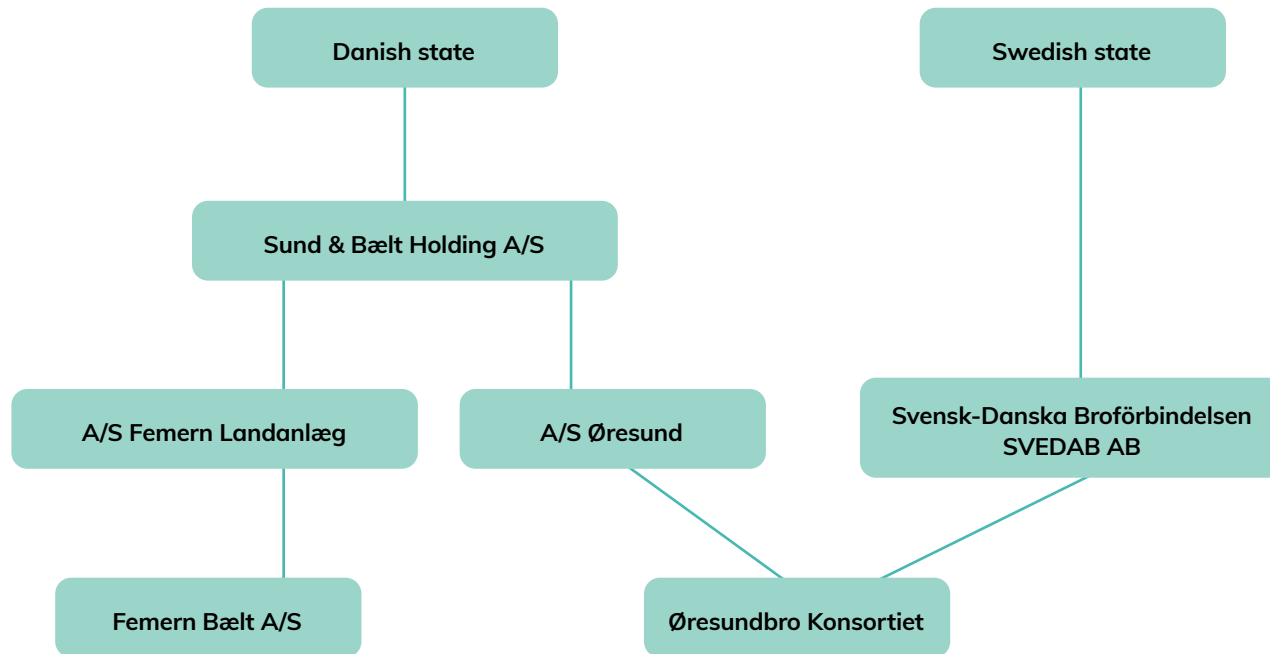 Danish state
Swedish state
Sund & Bælt Holding A/S
A/S Femern Landanlæg
A/S Øresund
Svensk-Danska Broförbindelsen
SVEDAB AB
Femern Bælt A/S
Øresundbro Konsortiet